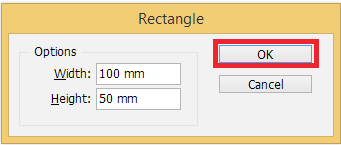 Rectangle
Options
Width: 100 mm
Height: 50 mm
OK
Cancel